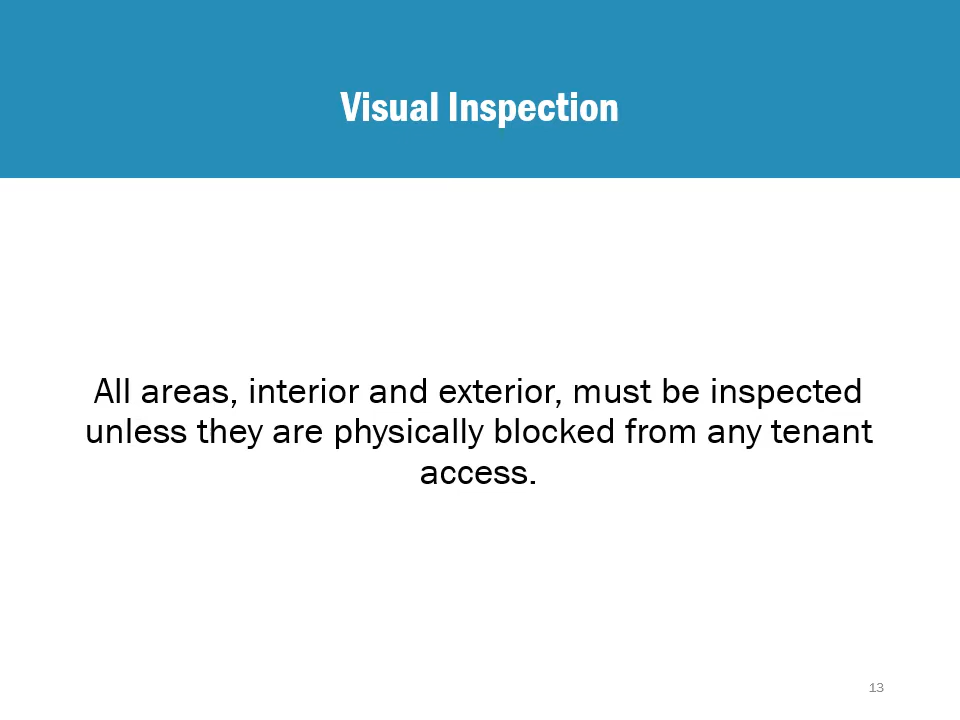 Visual Inspection
All areas, interior and exterior, must be inspected
unless they are physically blocked from any tenant
access.
13